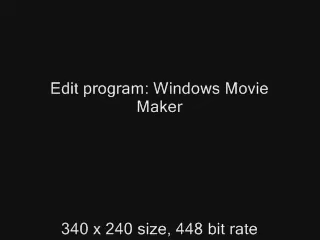 Edit program: Windows Movie
Maker
340 x 240 size, 448 bit rate